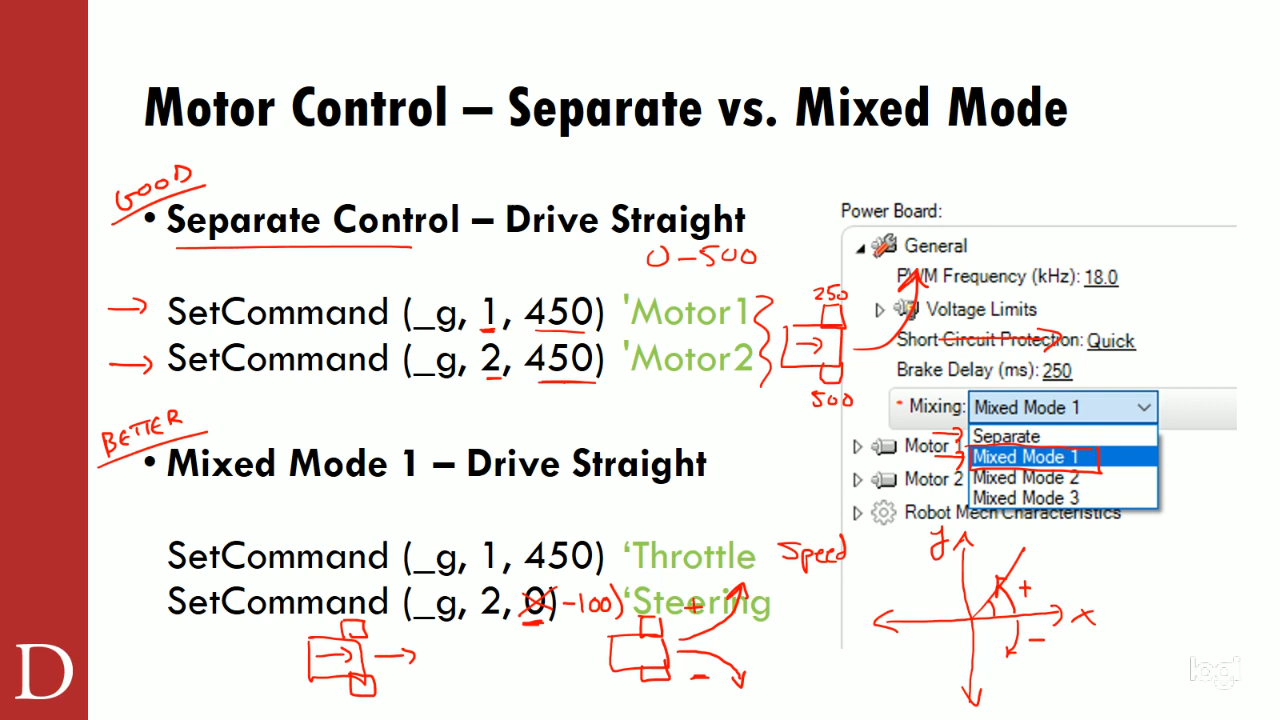 Motor Control – Separate vs. Mixed Mode
GOOD
• Separate Control – Drive Straight
0-500
SetCommand (_g, 1, 450) 'Motor1
SetCommand (_g, 2, 450) 'Motor2
250
500
BETTER
• Mixed Mode 1 – Drive Straight
SetCommand (_g, 1, 450) ‘Throttle Speed
SetCommand (_g, 2, 0) -100) ‘Steering
+
-
Power Board:
General
PWM Frequency (kHz): 18.0
Voltage Limits
Short Circuit Protection: Quick
Brake Delay (ms): 250
* Mixing: Mixed Mode 1
Separate
Motor 1
Mixed Mode 1
Mixed Mode 2
Motor 2
Mixed Mode 3
Robot Mech Characteristics
y
+
x
-
D
logi